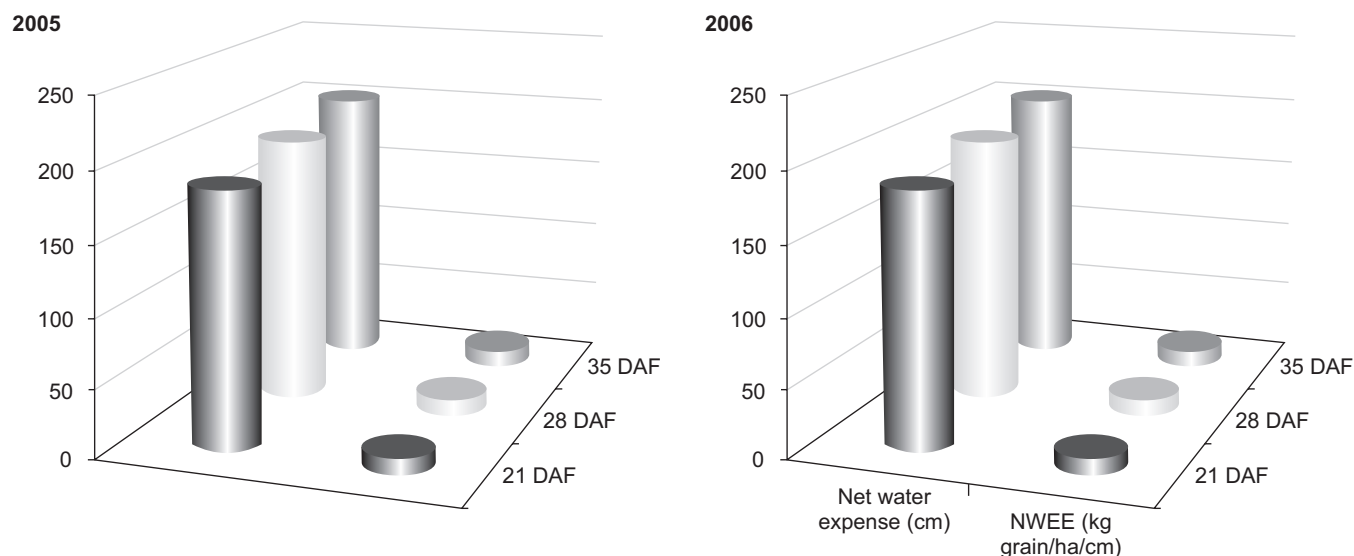 2005
250
200
150
100
50
0
35 DAF
28 DAF
21 DAF
2006
250
200
150
100
50
0
35 DAF
28 DAF
21 DAF
Net water
expense (cm)
NWEE (kg
grain/ha/cm)